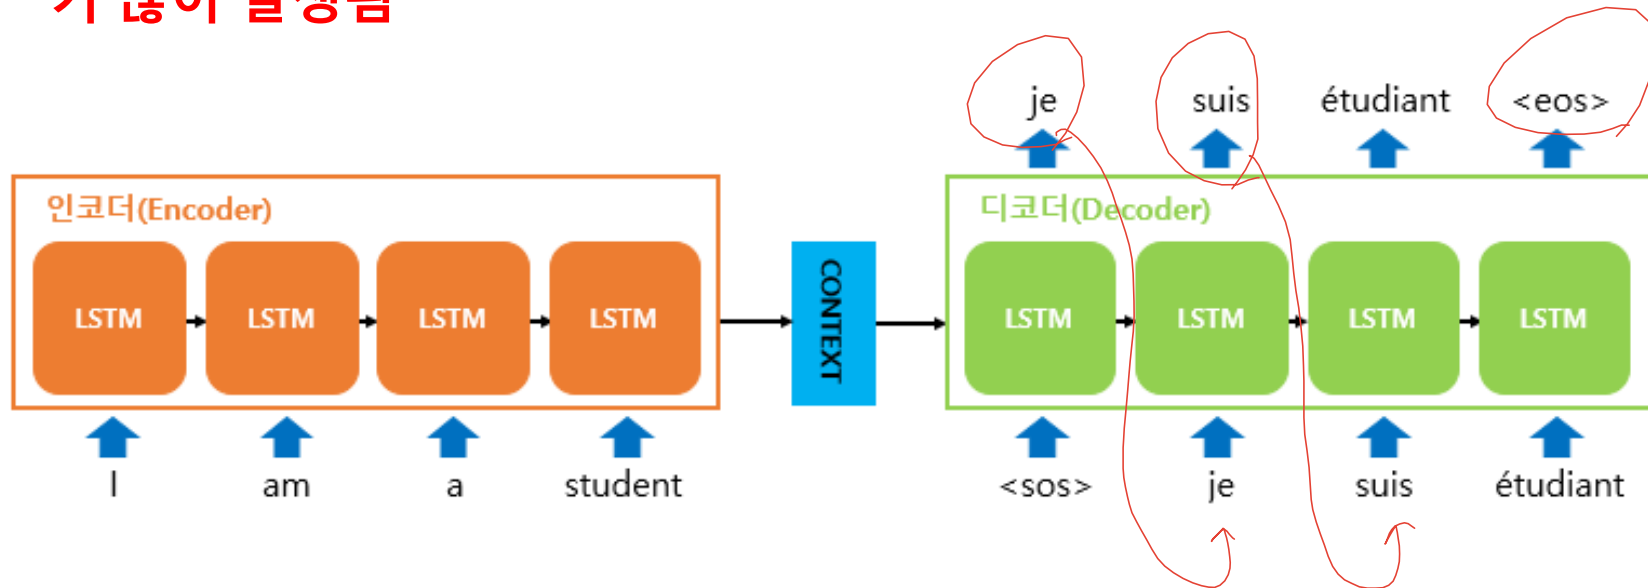 je suis étudiant <eos>
인코더(Encoder)
디코더(Decoder)
LSTM LSTM LSTM LSTM
CONTEXT
LSTM LSTM LSTM LSTM
I am a student
<sos> je suis étudiant